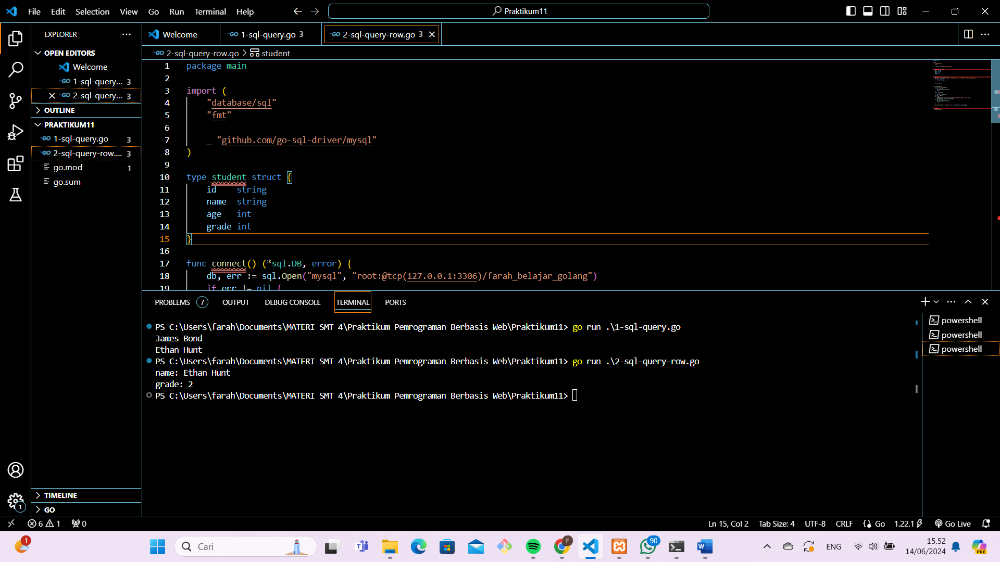 File Edit Selection View Go Run Terminal Help
Praktikum11
EXPLORER
OPEN EDITORS
Welcome
1-sql-query... 3
2-sql-query... 3
OUTLINE
PRAKTIKUM11
1-sql-query.go 3
2-sql-query-row.... 3
go.mod 1
go.sum
TIMELINE
GO
Welcome
1-sql-query.go 3
2-sql-query-row.go 3
2-sql-query-row.go > student
1 package main
2
3 import (
4 "database/sql"
5 "fmt"
6
7 _ "github.com/go-sql-driver/mysql"
8 )
9
10 type student struct {
11 id string
12 name string
13 age int
14 grade int
15 }
16
17 func connect() (*sql.DB, error) {
18 db, err := sql.Open("mysql", "root:@tcp(127.0.0.1:3306)/farah_belajar_golang")
19 if err != nil {
PROBLEMS 7 OUTPUT DEBUG CONSOLE TERMINAL PORTS
PS C:\Users\farah\Documents\MATERI SMT 4\Praktikum Pemrograman Berbasis Web\Praktikum11> go run .\1-sql-query.go
James Bond
Ethan Hunt
PS C:\Users\farah\Documents\MATERI SMT 4\Praktikum Pemrograman Berbasis Web\Praktikum11> go run .\2-sql-query-row.go
name: Ethan Hunt
grade: 2
PS C:\Users\farah\Documents\MATERI SMT 4\Praktikum Pemrograman Berbasis Web\Praktikum11>
powershell
powershell
powershell
1
6 1 0
Ln 15, Col 2 Tab Size: 4 UTF-8 CRLF Go 1.22.1 Go Live
1
Cari
F
90
ENG
15.52
14/06/2024
PRE